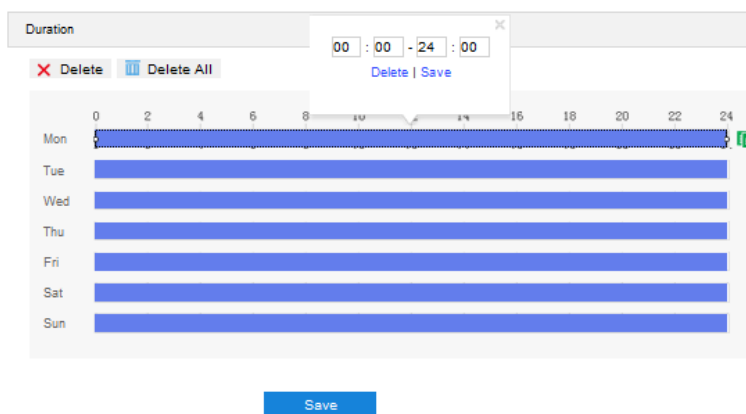 Duration
00 : 00 - 24 : 00
Delete | Save
Delete Delete All
0 2 4 6 8 10 16 18 20 22 24
Mon
Tue
Wed
Thu
Fri
Sat
Sun
Save